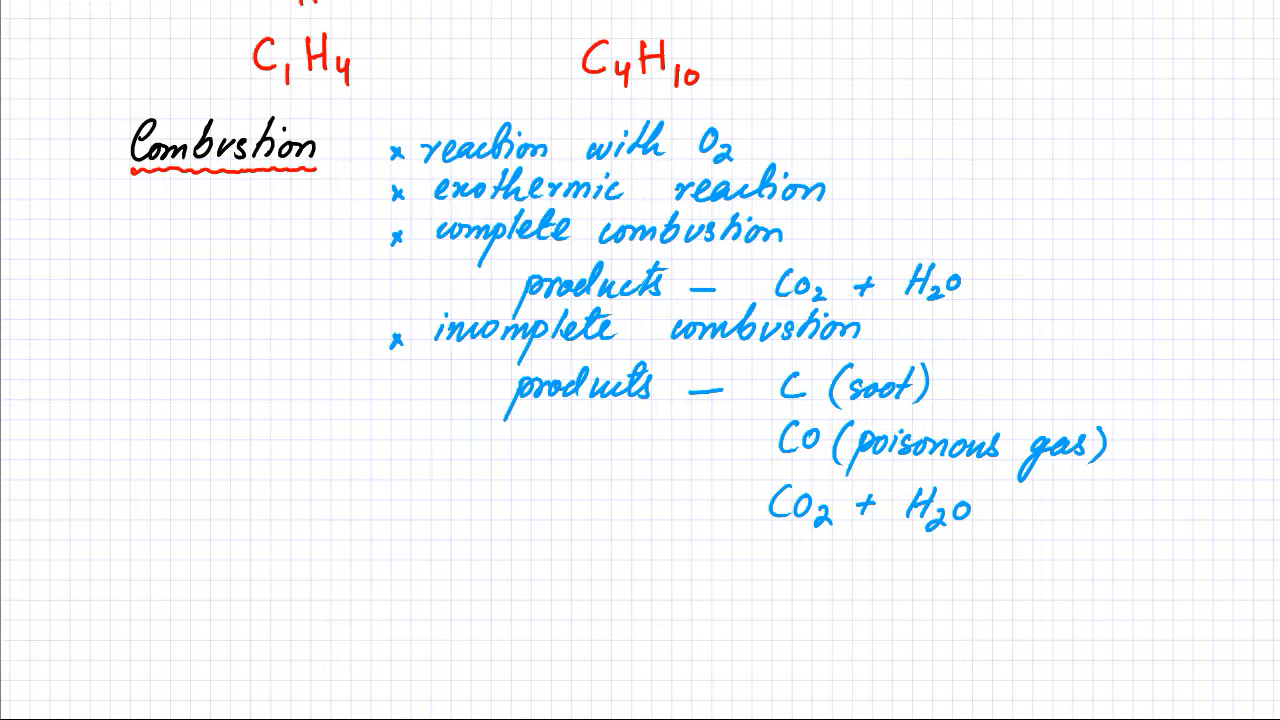 C₁H₄ C₄H₁₀
Combustion × reaction with O₂
× exothermic reaction
× complete combustion
products – CO₂ + H₂O
× incomplete combustion
products – C (soot)
CO (poisonous gas)
CO₂ + H₂O